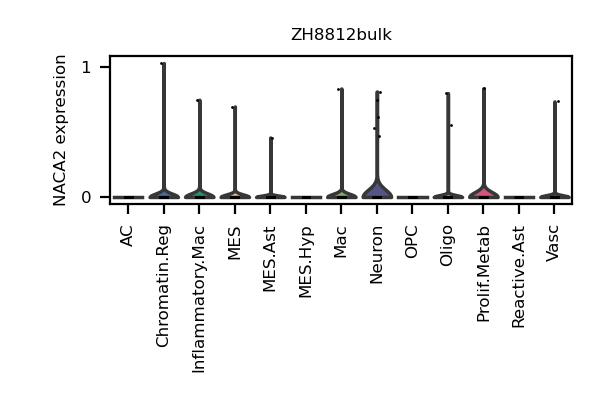 ZH8812bulk
NACA2 expression
1
0
AC
Chromatin.Reg
Inflammatory.Mac
MES
MES.Ast
MES.Hyp
Mac
Neuron
OPC
Oligo
Prolif.Metab
Reactive.Ast
Vasc